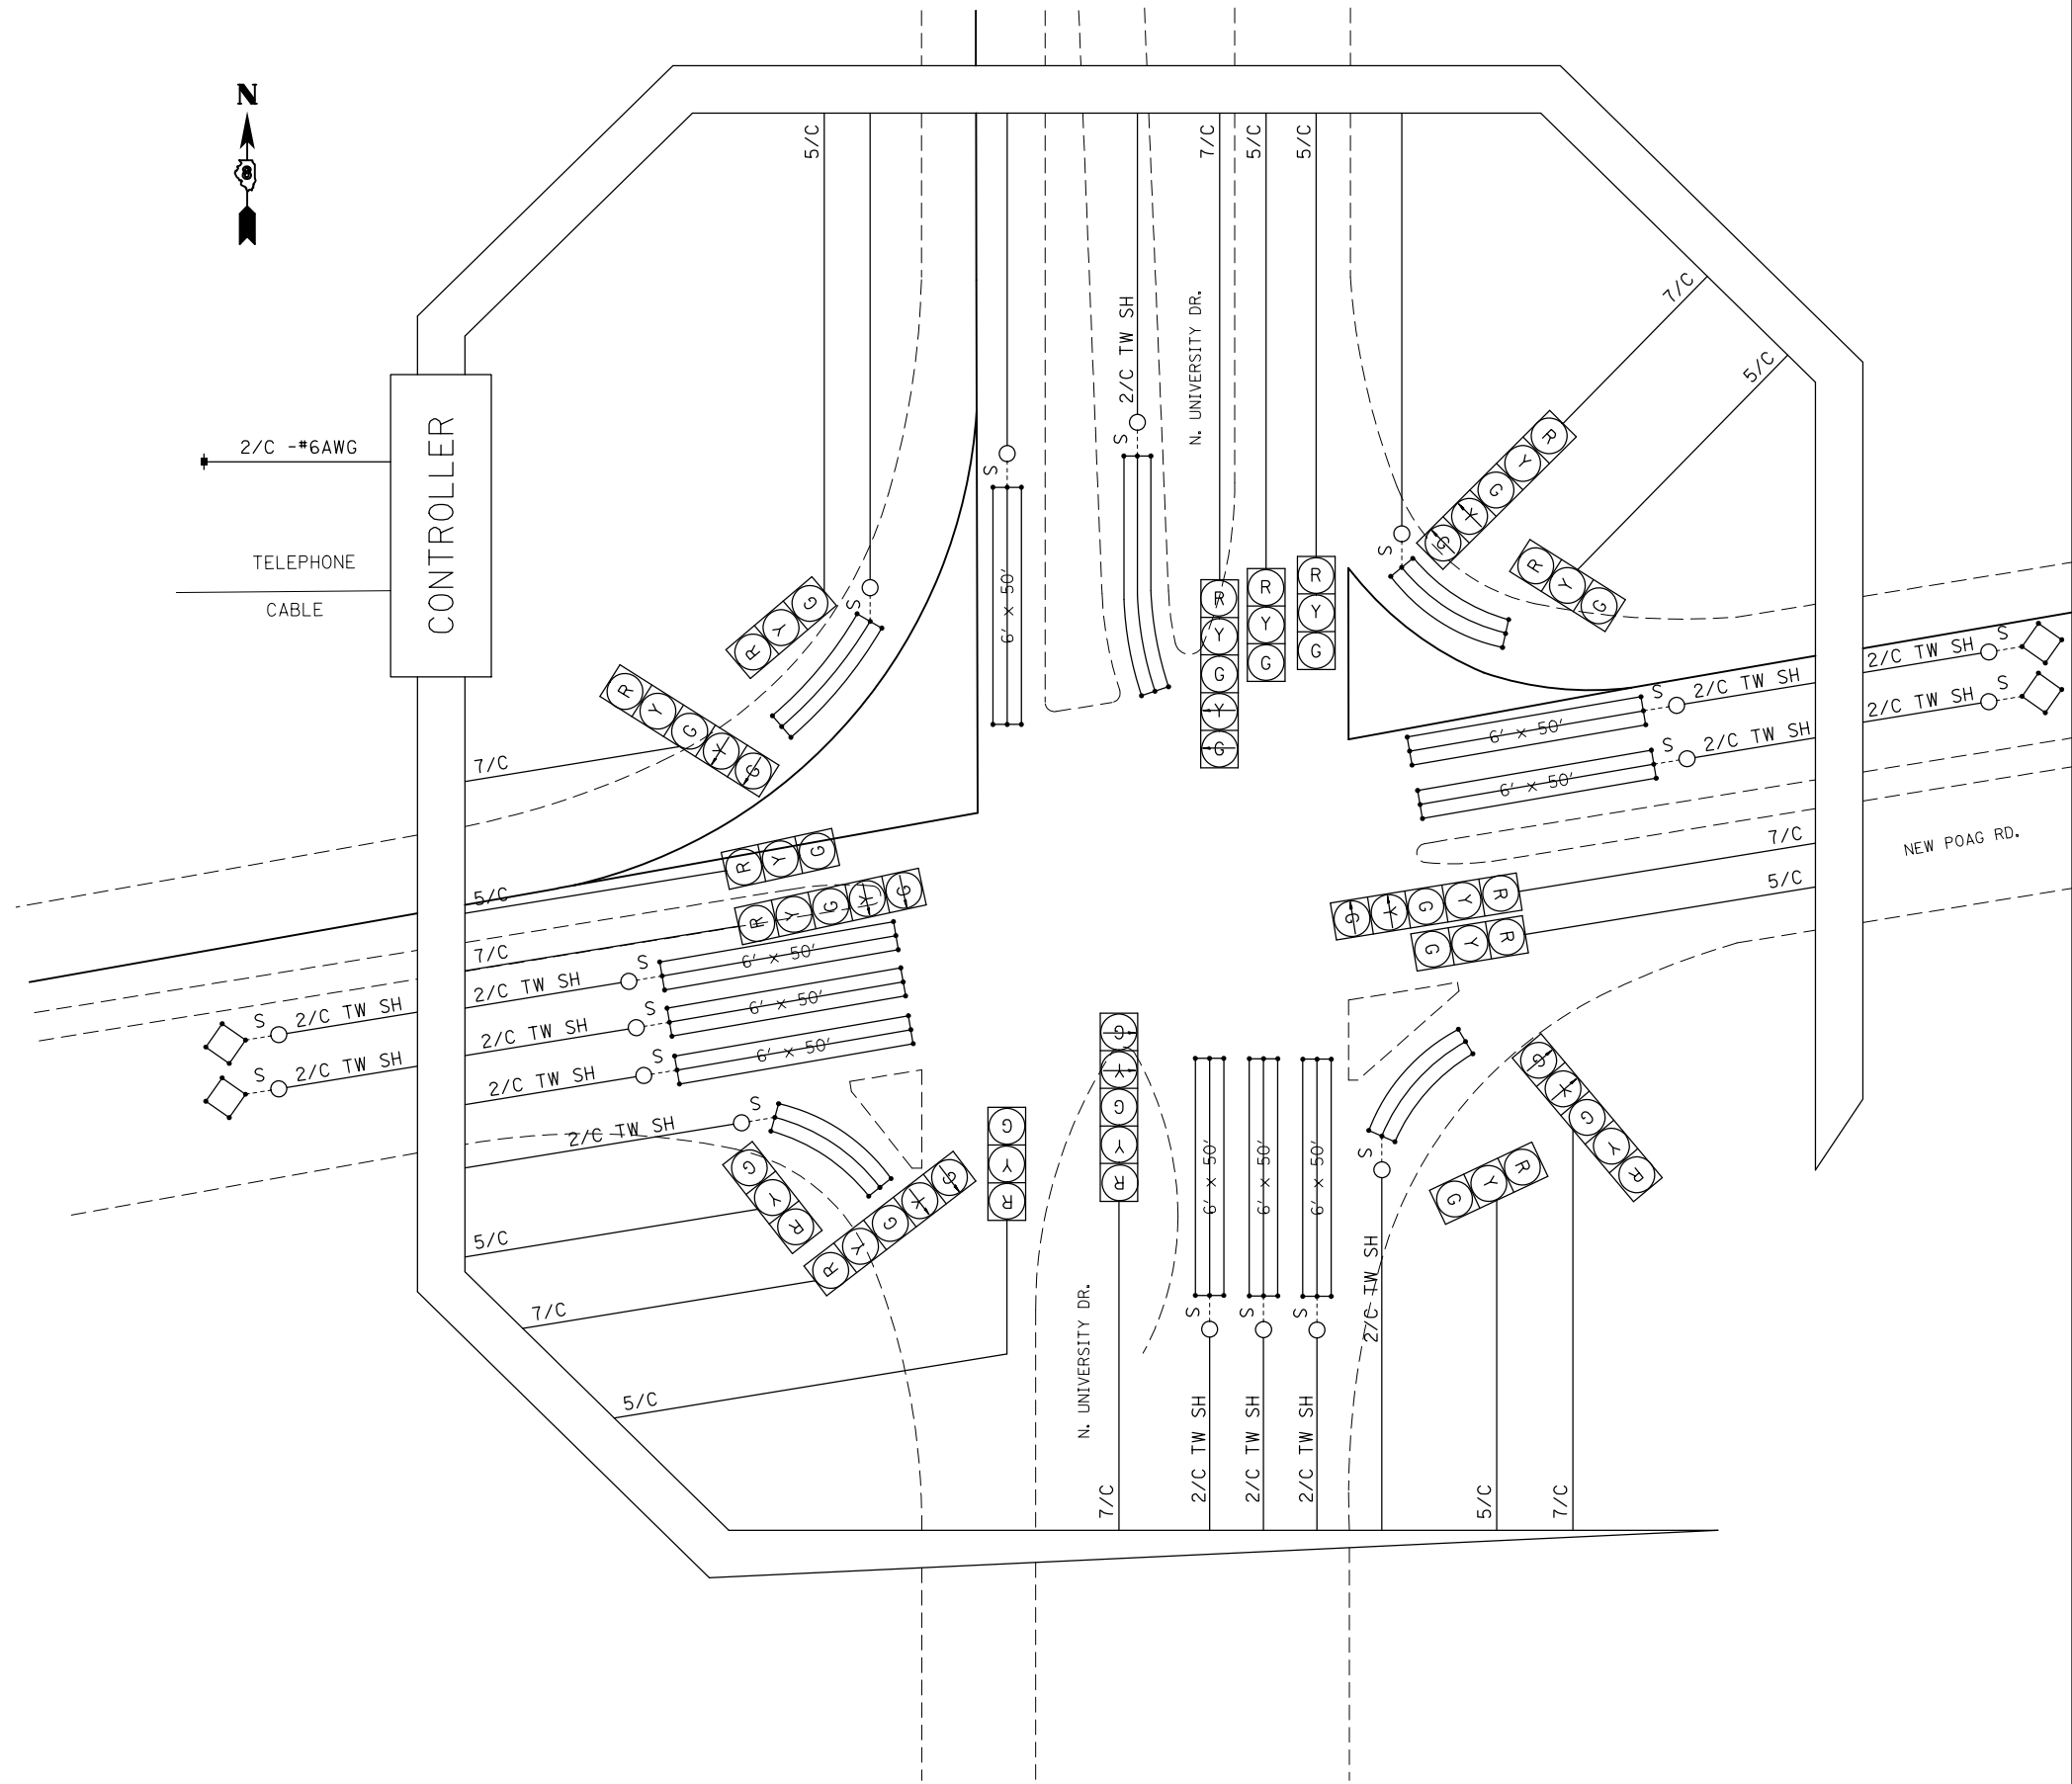 N
8
5/C
7/C
5/C
5/C
7/C
5/C
2/C TW SH
N. UNIVERSITY DR.
2/C -#6AWG
TELEPHONE
CABLE
CONTROLLER
S
S
S
S
6' x 50'
R Y G Y G
R Y G
R Y G
R Y G Y G
R Y G
R Y G
R Y G Y G
7/C
2/C TW SH
S
2/C TW SH
S
S
2/C TW SH
S
2/C TW SH
6' x 50'
6' x 50'
7/C
5/C
NEW POAG RD.
5/C
R Y G
7/C
R Y G Y G
G Y G Y R
G Y R
2/C TW SH
S
6' x 50'
2/C TW SH
S
6' x 50'
2/C TW SH
S
6' x 50'
S
2/C TW SH
S
2/C TW SH
2/C TW SH
S
G Y R
R Y G Y G
G Y R
G Y G Y R
6' x 50'
6' x 50'
6' x 50'
G Y G Y R
G Y R
5/C
7/C
5/C
N. UNIVERSITY DR.
S
S
S
S
2/C TW SH
7/C
2/C TW SH
2/C TW SH
2/C TW SH
5/C
7/C